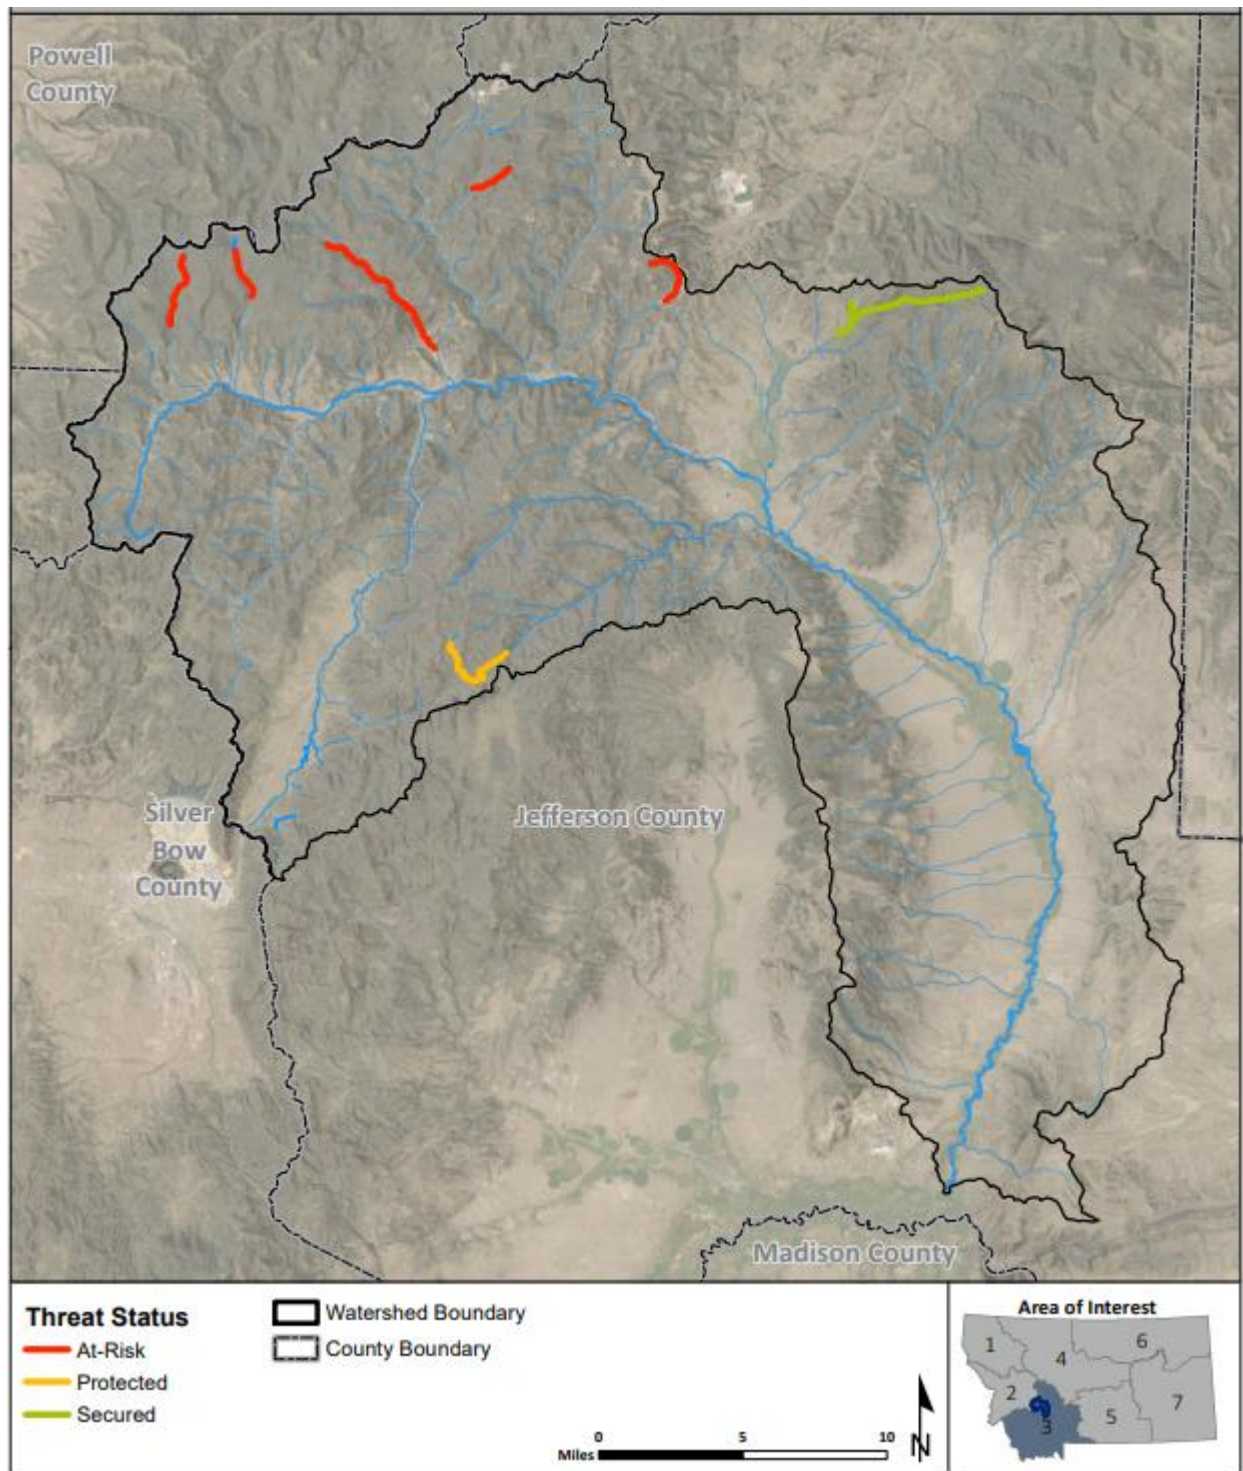 Powell
County
Silver
Bow
County
Jefferson County
Madison County
Threat Status
At-Risk
Protected
Secured
Watershed Boundary
County Boundary
0 5 10
Miles
N
Area of Interest
1
2
3
4
5
6
7